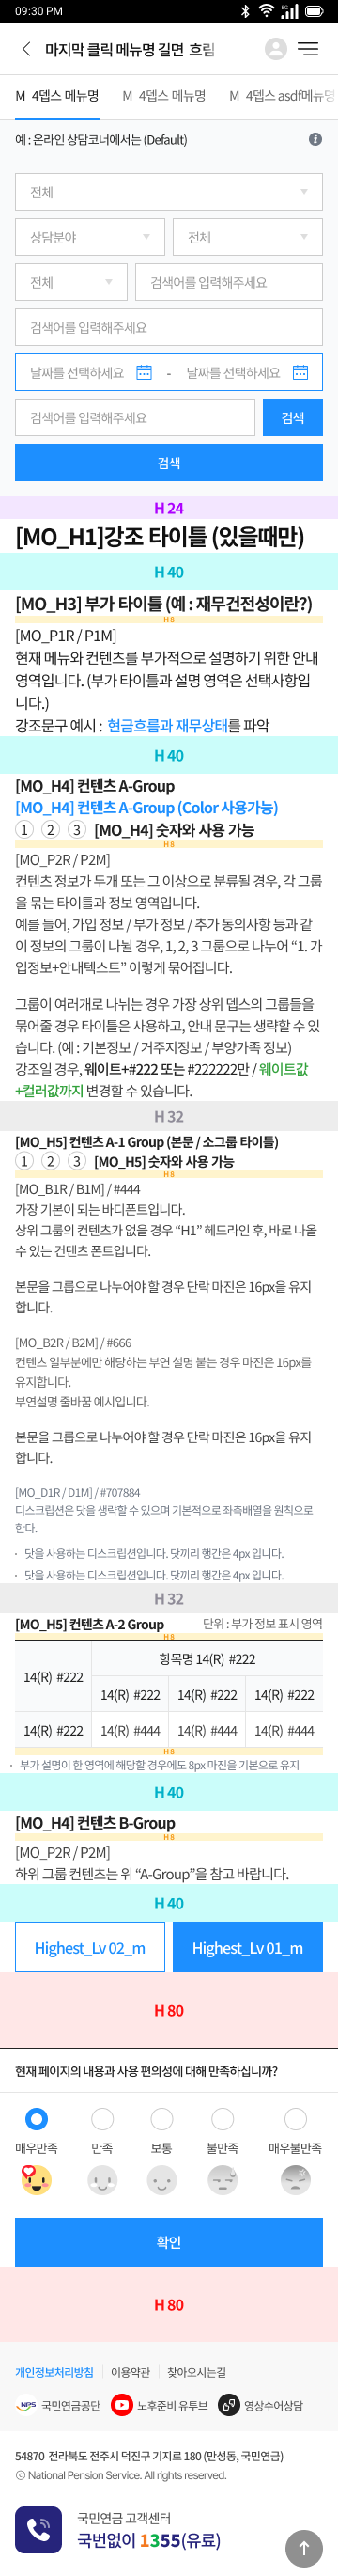 09:30 PM
마지막 클릭 메뉴명 길면 흐림
M_4뎁스 메뉴명 M_4뎁스 메뉴명 M_4뎁스 asdf메뉴명
예 : 온라인 상담코너에서는 (Default)
전체
상담분야 전체
전체 검색어를 입력해주세요
검색어를 입력해주세요
날짜를 선택하세요 - 날짜를 선택하세요
검색어를 입력해주세요 검색
검색
H 24
[MO_H1]강조 타이틀 (있을때만)
H 40
[MO_H3] 부가 타이틀 (예 : 재무건전성이란?)
H 8
[MO_P1R / P1M]
현재 메뉴와 컨텐츠를 부가적으로 설명하기 위한 안내
영역입니다. (부가 타이틀과 설명 영역은 선택사항입
니다.)
강조문구 예시 : 현금흐름과 재무상태를 파악
H 40
[MO_H4] 컨텐츠 A-Group
[MO_H4] 컨텐츠 A-Group (Color 사용가능)
1 2 3 [MO_H4] 숫자와 사용 가능
H 8
[MO_P2R / P2M]
컨텐츠 정보가 두개 또는 그 이상으로 분류될 경우, 각 그룹
을 묶는 타이틀과 정보 영역입니다.
예를 들어, 가입 정보 / 부가 정보 / 추가 동의사항 등과 같
이 정보의 그룹이 나뉠 경우, 1, 2, 3 그룹으로 나누어 “1. 가
입정보+안내텍스트” 이렇게 묶어집니다.
그룹이 여러개로 나뉘는 경우 가장 상위 뎁스의 그룹들을
묶어줄 경우 타이틀은 사용하고, 안내 문구는 생략할 수 있
습니다. (예 : 기본정보 / 거주지정보 / 부양가족 정보)
강조일 경우, 웨이트+#222 또는 #222222만 / 웨이트값
+컬러값까지 변경할 수 있습니다.
H 32
[MO_H5] 컨텐츠 A-1 Group (본문 / 소그룹 타이틀)
1 2 3 [MO_H5] 숫자와 사용 가능
H 8
[MO_B1R / B1M] / #444
가장 기본이 되는 바디폰트입니다.
상위 그룹의 컨텐츠가 없을 경우 “H1” 헤드라인 후, 바로 나올
수 있는 컨텐츠 폰트입니다.
본문을 그룹으로 나누어야 할 경우 단락 마진은 16px을 유지
합니다.
[MO_B2R / B2M] / #666
컨텐츠 일부분에만 해당하는 부연 설명 붙는 경우 마진은 16px를
유지합니다.
부연설명 줄바꿈 예시입니다.
본문을 그룹으로 나누어야 할 경우 단락 마진은 16px을 유지
합니다.
[MO_D1R / D1M] / #707884
디스크립션은 닷을 생략할 수 있으며 기본적으로 좌측배열을 원칙으로
한다.
· 닷을 사용하는 디스크립션입니다. 닷끼리 행간은 4px 입니다.
· 닷을 사용하는 디스크립션입니다. 닷끼리 행간은 4px 입니다.
H 32
[MO_H5] 컨텐츠 A-2 Group 단위 : 부가 정보 표시 영역
H 8
14(R) #222 항목명 14(R) #222
14(R) #222 14(R) #222 14(R) #222
14(R) #222 14(R) #444 14(R) #444 14(R) #444
H 8
· 부가 설명이 한 영역에 해당할 경우에도 8px 마진을 기본으로 유지
H 40
[MO_H4] 컨텐츠 B-Group
H 8
[MO_P2R / P2M]
하위 그룹 컨텐츠는 위 “A-Group”을 참고 바랍니다.
H 40
Highest_Lv 02_m Highest_Lv 01_m
H 80
현재 페이지의 내용과 사용 편의성에 대해 만족하십니까?
매우만족 만족 보통 불만족 매우불만족
확인
H 80
개인정보처리방침 이용약관 찾아오시는길
NPS 국민연금공단 노후준비 유투브 영상수어상담
54870 전라북도 전주시 덕진구 기지로 180 (만성동, 국민연금)
ⓒ National Pension Service. All rights reserved.
국민연금 고객센터
국번없이 1355(유료)